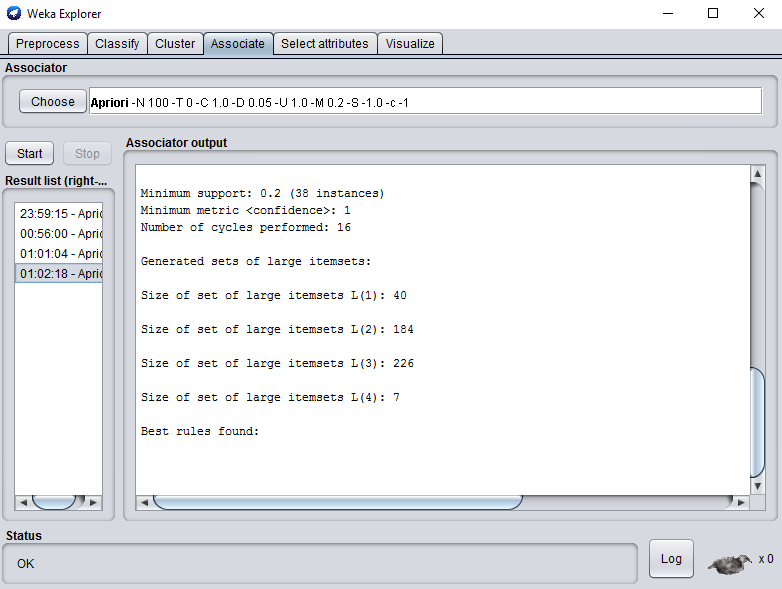 Weka Explorer
Preprocess Classify Cluster Associate Select attributes Visualize
Associator
Choose Apriori -N 100 -T 0 -C 1.0 -D 0.05 -U 1.0 -M 0.2 -S -1.0 -c -1
Start Stop
Result list (right-...
23:59:15 - Aprio
00:56:00 - Aprio
01:01:04 - Aprio
01:02:18 - Aprio
Associator output
Minimum support: 0.2 (38 instances)
Minimum metric <confidence>: 1
Number of cycles performed: 16
Generated sets of large itemsets:
Size of set of large itemsets L(1): 40
Size of set of large itemsets L(2): 184
Size of set of large itemsets L(3): 226
Size of set of large itemsets L(4): 7
Best rules found:
Status
OK
Log
x 0